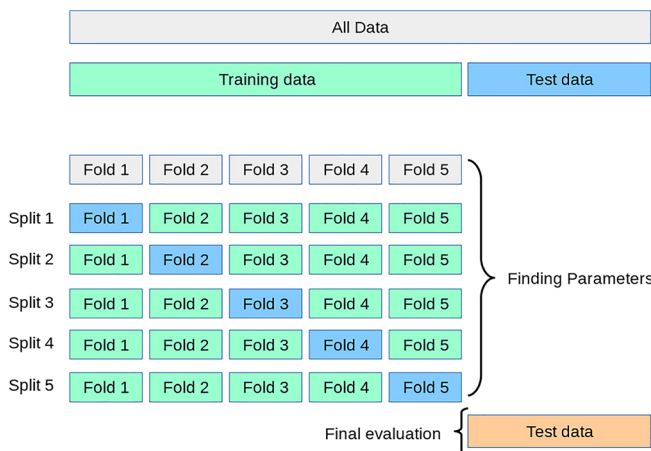 All Data
Training data Test data
Fold 1 Fold 2 Fold 3 Fold 4 Fold 5
Split 1 Fold 1 Fold 2 Fold 3 Fold 4 Fold 5
Split 2 Fold 1 Fold 2 Fold 3 Fold 4 Fold 5
Finding Parameters
Split 3 Fold 1 Fold 2 Fold 3 Fold 4 Fold 5
Split 4 Fold 1 Fold 2 Fold 3 Fold 4 Fold 5
Split 5 Fold 1 Fold 2 Fold 3 Fold 4 Fold 5
Final evaluation Test data